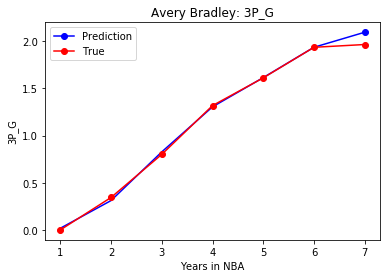 Avery Bradley: 3P_G
Prediction
True
3P_G
2.0
1.5
1.0
0.5
0.0
1 2 3 4 5 6 7
Years in NBA